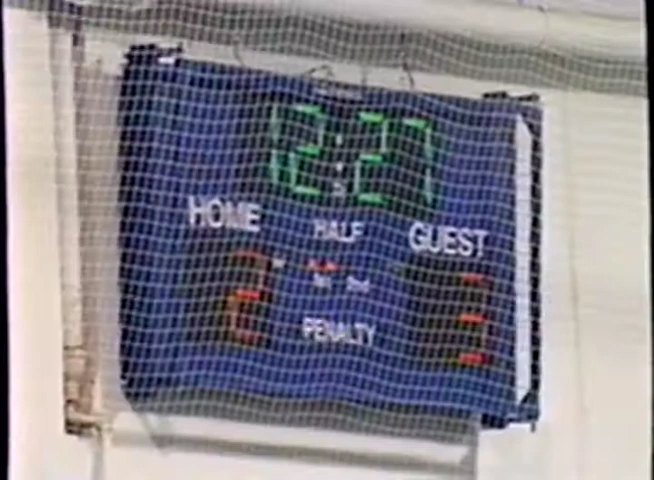 12:27
HOME HALF GUEST
1st 2nd
2 3
PENALTY